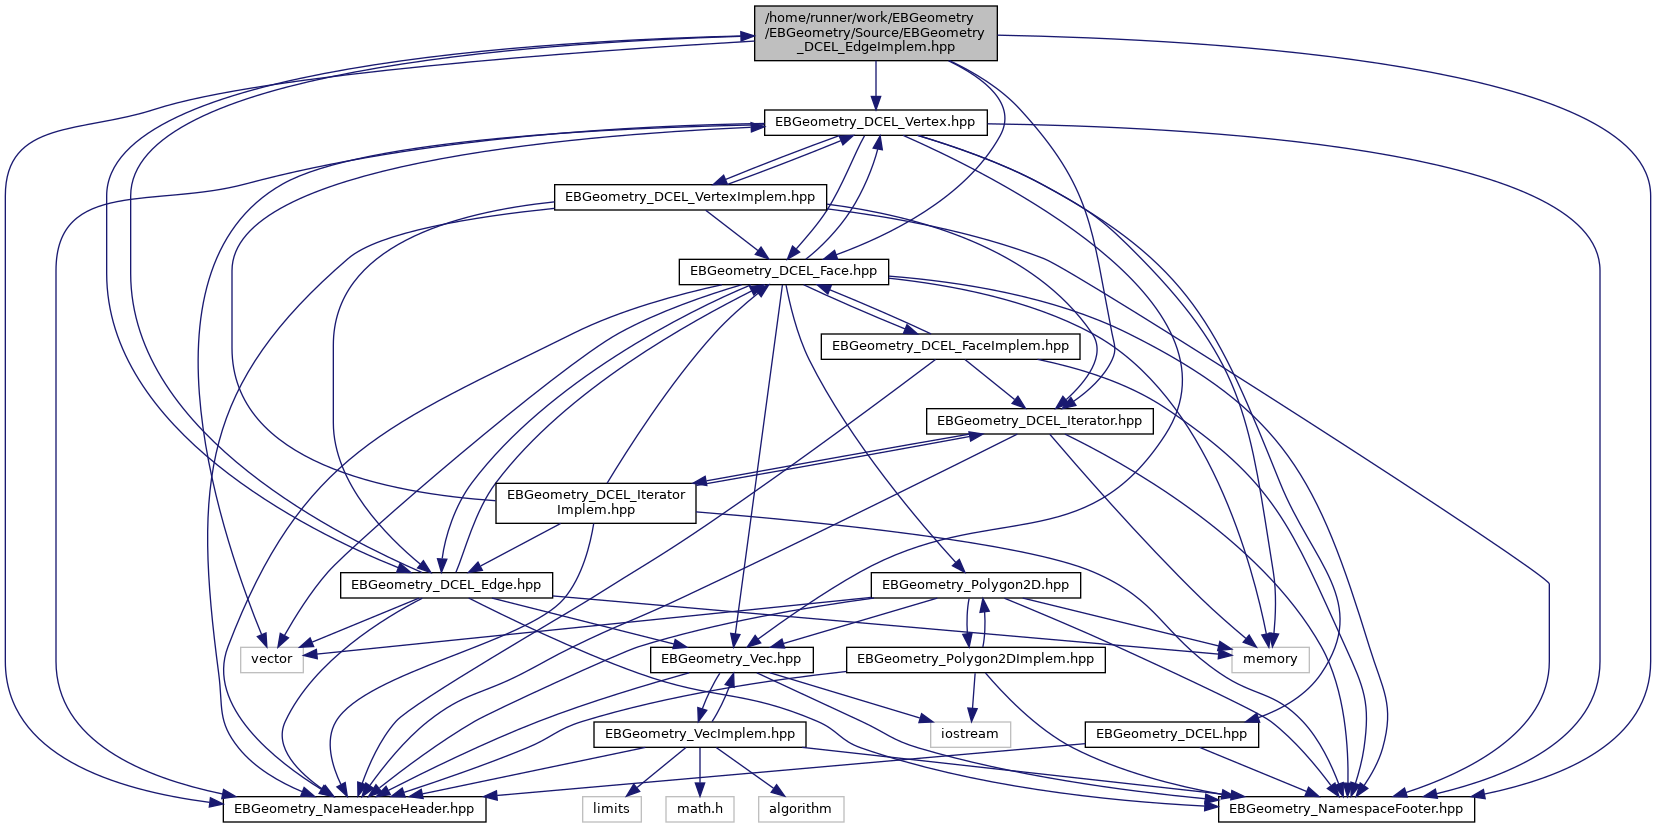 /home/runner/work/EBGeometry
/EBGeometry/Source/EBGeometry
_DCEL_EdgeImplem.hpp
EBGeometry_DCEL_Vertex.hpp
EBGeometry_DCEL_VertexImplem.hpp
EBGeometry_DCEL_Face.hpp
EBGeometry_DCEL_FaceImplem.hpp
EBGeometry_DCEL_Iterator.hpp
EBGeometry_DCEL_Iterator
Implem.hpp
EBGeometry_DCEL_Edge.hpp
EBGeometry_Polygon2D.hpp
vector
EBGeometry_Vec.hpp
EBGeometry_Polygon2DImplem.hpp
memory
EBGeometry_VecImplem.hpp
iostream
EBGeometry_DCEL.hpp
EBGeometry_NamespaceHeader.hpp
limits
math.h
algorithm
EBGeometry_NamespaceFooter.hpp